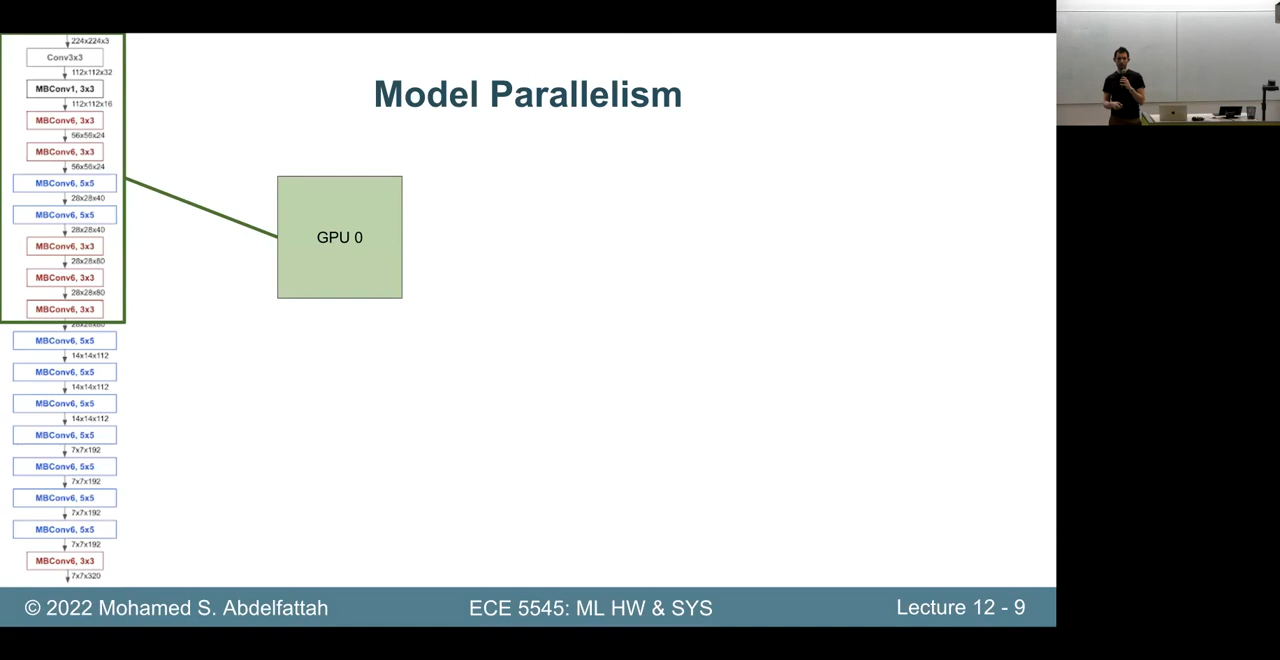 224x224x3
Conv3x3
112x112x32
MBConv1, 3x3
112x112x16
MBConv6, 3x3
56x56x24
MBConv6, 3x3
56x56x24
MBConv6, 5x5
28x28x40
MBConv6, 5x5
28x28x40
MBConv6, 3x3
28x28x80
MBConv6, 3x3
28x28x80
MBConv6, 3x3
28x28x80
MBConv6, 5x5
14x14x112
MBConv6, 5x5
14x14x112
MBConv6, 5x5
14x14x112
MBConv6, 5x5
7x7x192
MBConv6, 5x5
7x7x192
MBConv6, 5x5
7x7x192
MBConv6, 5x5
7x7x192
MBConv6, 3x3
7x7x320
Model Parallelism
GPU 0
© 2022 Mohamed S. Abdelfattah
ECE 5545: ML HW & SYS
Lecture 12 - 9